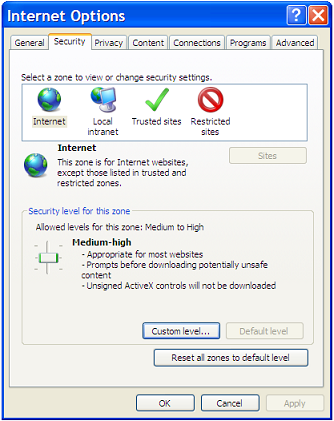 Internet Options
General Security Privacy Content Connections Programs Advanced
Select a zone to view or change security settings.
Internet Local intranet Trusted sites Restricted sites
Internet
Sites
This zone is for Internet websites,
except those listed in trusted and
restricted zones.
Security level for this zone
Allowed levels for this zone: Medium to High
Medium-high
- Appropriate for most websites
- Prompts before downloading potentially unsafe
content
- Unsigned ActiveX controls will not be downloaded
Custom level... Default level
Reset all zones to default level
OK Cancel Apply